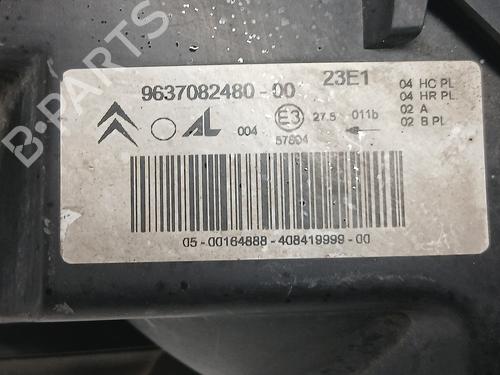 B-PARTS
9637082480-00 23E1
04 HC PL
04 HR PL
02 A
02 B PL
AL 004 E3 27.5 011b
57804
05-00164888-408419999-00